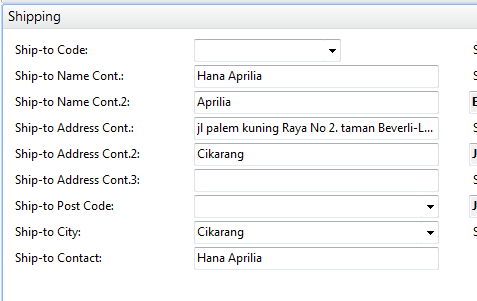 Shipping
Ship-to Code:
Ship-to Name Cont.: Hana Aprilia
Ship-to Name Cont.2: Aprilia
Ship-to Address Cont.: jl palem kuning Raya No 2. taman Beverli-L...
Ship-to Address Cont.2: Cikarang
Ship-to Address Cont.3:
Ship-to Post Code:
Ship-to City: Cikarang
Ship-to Contact: Hana Aprilia